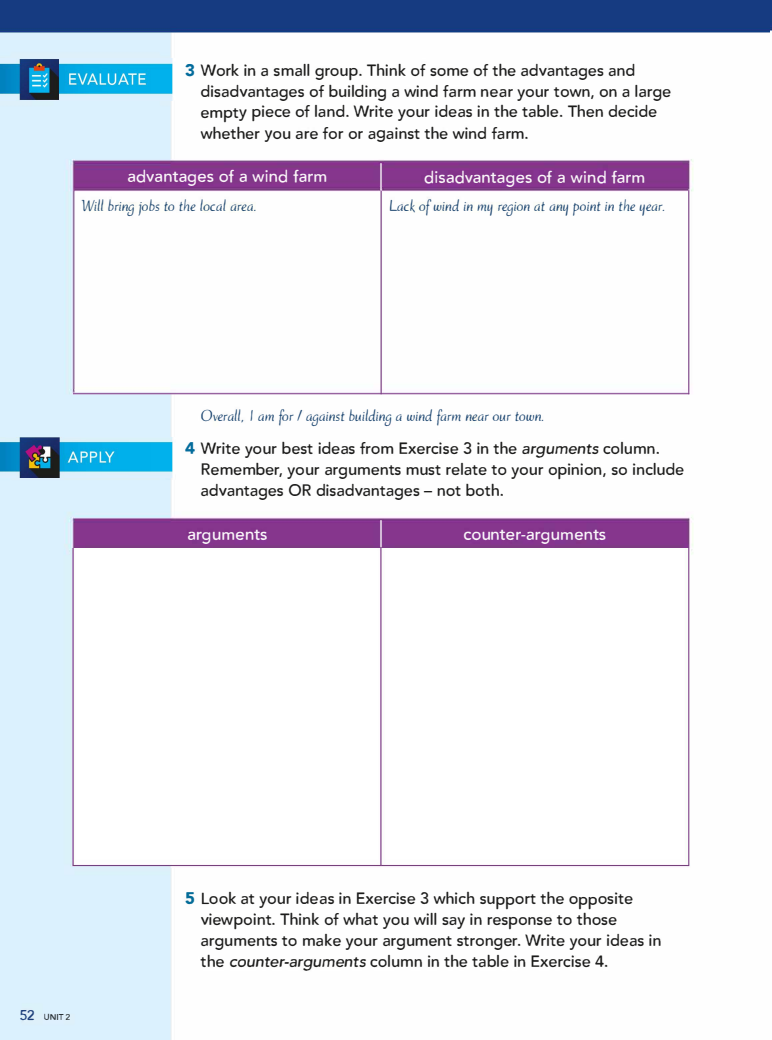 EVALUATE
3 Work in a small group. Think of some of the advantages and
disadvantages of building a wind farm near your town, on a large
empty piece of land. Write your ideas in the table. Then decide
whether you are for or against the wind farm.
advantages of a wind farm
disadvantages of a wind farm
Will bring jobs to the local area.
Lack of wind in my region at any point in the year.
Overall, I am for / against building a wind farm near our town.
APPLY
4 Write your best ideas from Exercise 3 in the arguments column.
Remember, your arguments must relate to your opinion, so include
advantages OR disadvantages – not both.
arguments
counter-arguments
5 Look at your ideas in Exercise 3 which support the opposite
viewpoint. Think of what you will say in response to those
arguments to make your argument stronger. Write your ideas in
the counter-arguments column in the table in Exercise 4.
52 UNIT 2